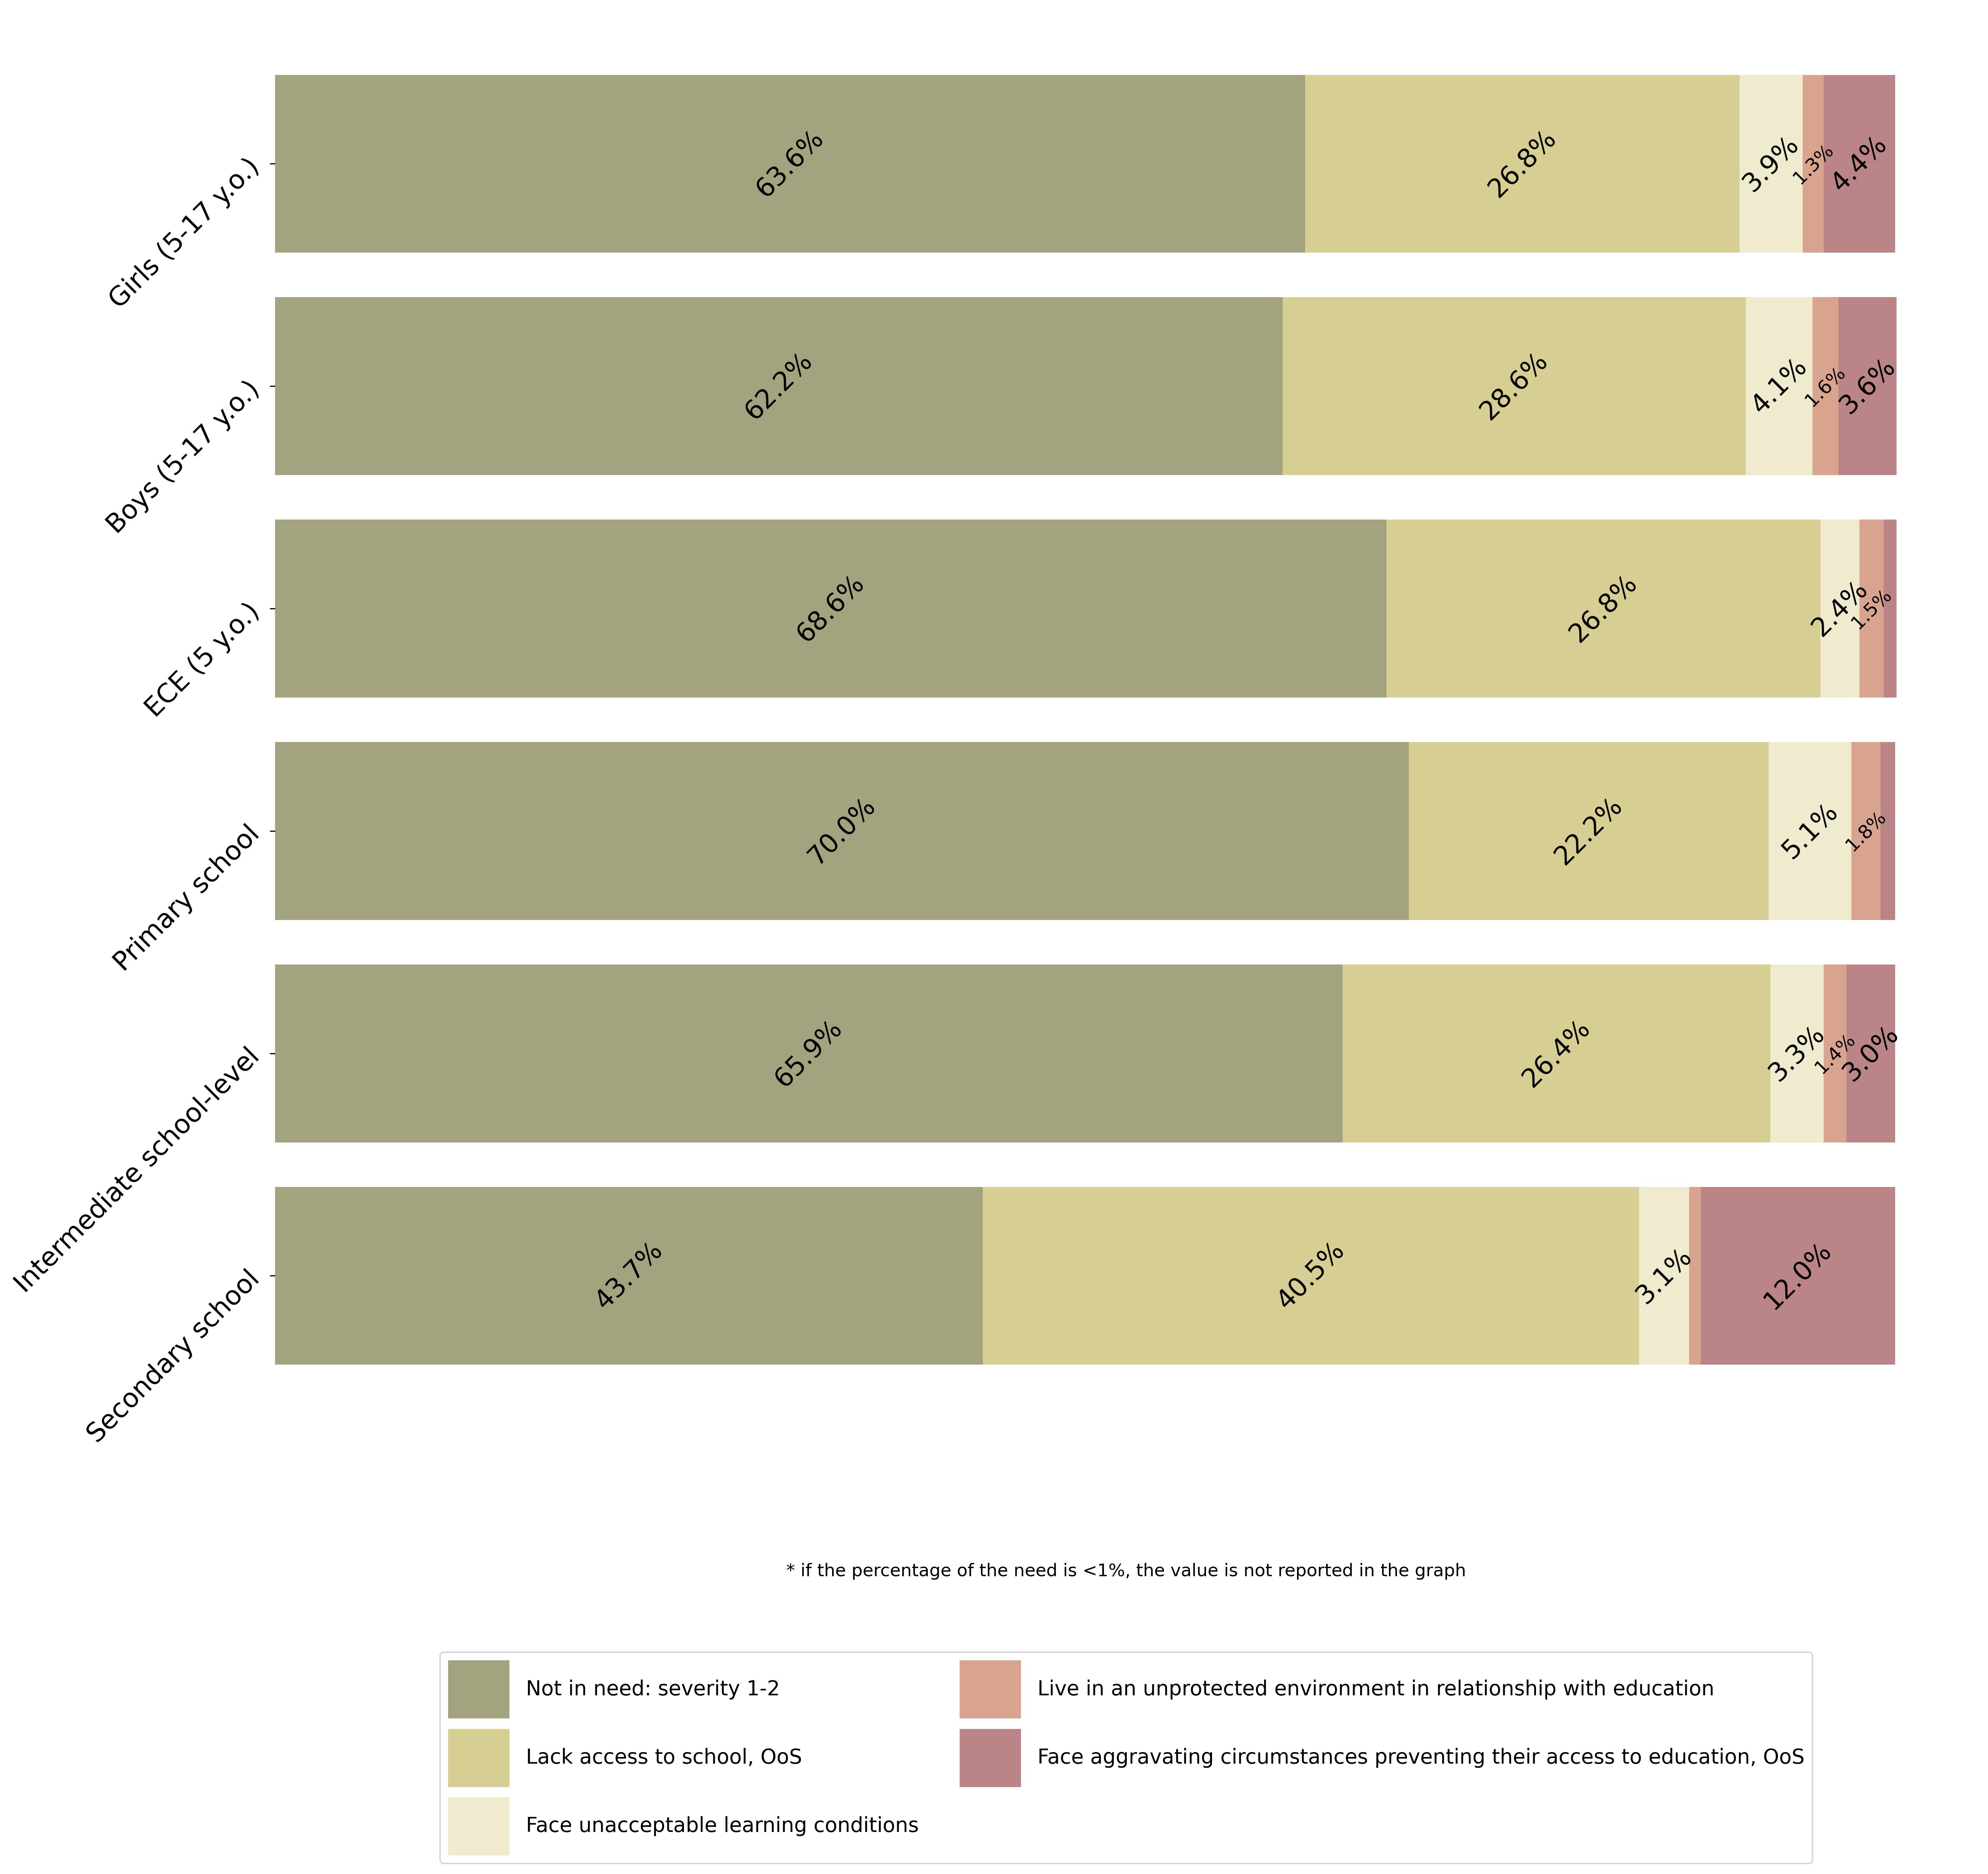 Girls (5-17 y.o.)
63.6%
26.8%
3.9%
1.3%
4.4%
Boys (5-17 y.o.)
62.2%
28.6%
4.1%
1.6%
3.6%
ECE (5 y.o.)
68.6%
26.8%
2.4%
1.5%
Primary school
70.0%
22.2%
5.1%
1.8%
Intermediate school-level
65.9%
26.4%
3.3%
1.4%
3.0%
Secondary school
43.7%
40.5%
3.1%
12.0%
* if the percentage of the need is <1%, the value is not reported in the graph
Not in need: severity 1-2
Lack access to school, OoS
Face unacceptable learning conditions
Live in an unprotected environment in relationship with education
Face aggravating circumstances preventing their access to education, OoS